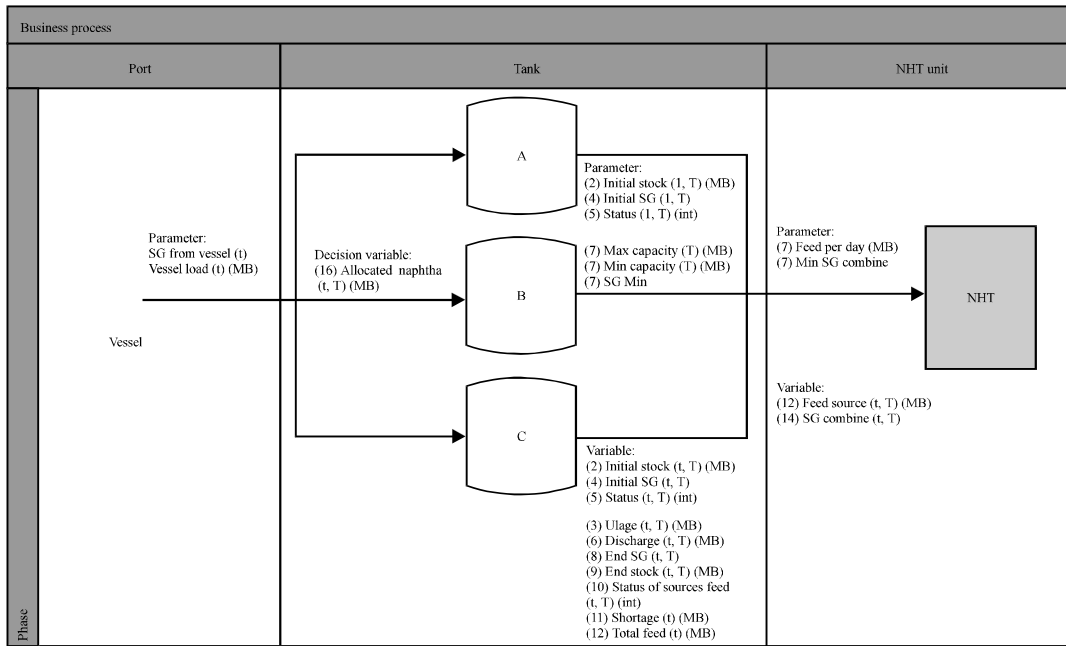 Business process
Port
Tank
NHT unit
Phase
Parameter:
SG from vessel (t)
Vessel load (t) (MB)
Vessel
Decision variable:
(16) Allocated naphtha
(t, T) (MB)
A
B
C
Parameter:
(2) Initial stock (1, T) (MB)
(4) Initial SG (1, T)
(5) Status (1, T) (int)
(7) Max capacity (T) (MB)
(7) Min capacity (T) (MB)
(7) SG Min
Variable:
(2) Initial stock (t, T) (MB)
(4) Initial SG (t, T)
(5) Status (t, T) (int)
(3) Ulage (t, T) (MB)
(6) Discharge (t, T) (MB)
(8) End SG (t, T)
(9) End stock (t, T) (MB)
(10) Status of sources feed
(t, T) (int)
(11) Shortage (t) (MB)
(12) Total feed (t) (MB)
Parameter:
(7) Feed per day (MB)
(7) Min SG combine
NHT
Variable:
(12) Feed source (t, T) (MB)
(14) SG combine (t, T)